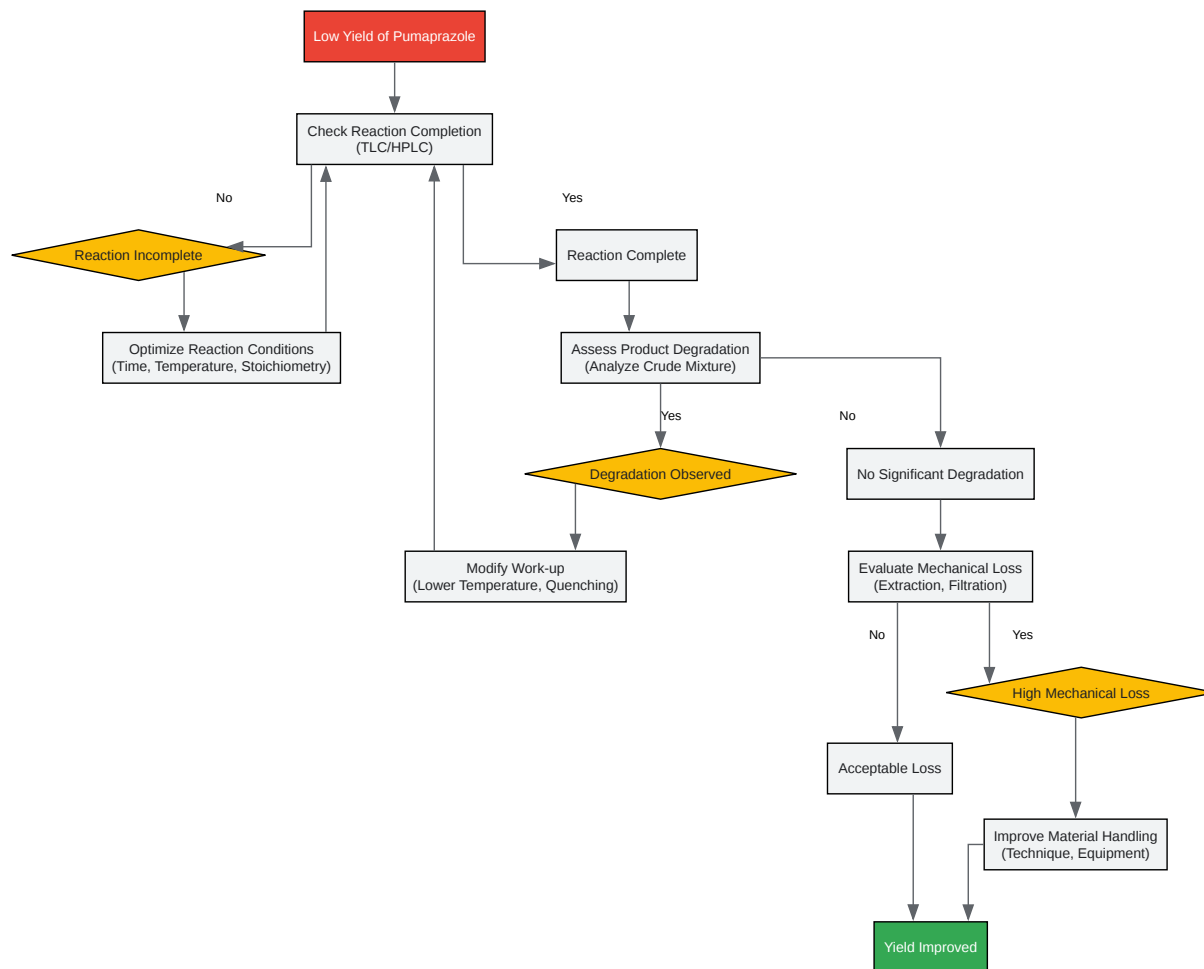 Low Yield of Pumaprazole
Check Reaction Completion
(TLC/HPLC)
No
Yes
Reaction Incomplete
Reaction Complete
Optimize Reaction Conditions
(Time, Temperature, Stoichiometry)
Assess Product Degradation
(Analyze Crude Mixture)
Yes
No
Degradation Observed
No Significant Degradation
Modify Work-up
(Lower Temperature, Quenching)
Evaluate Mechanical Loss
(Extraction, Filtration)
No
Yes
High Mechanical Loss
Acceptable Loss
Improve Material Handling
(Technique, Equipment)
Yield Improved